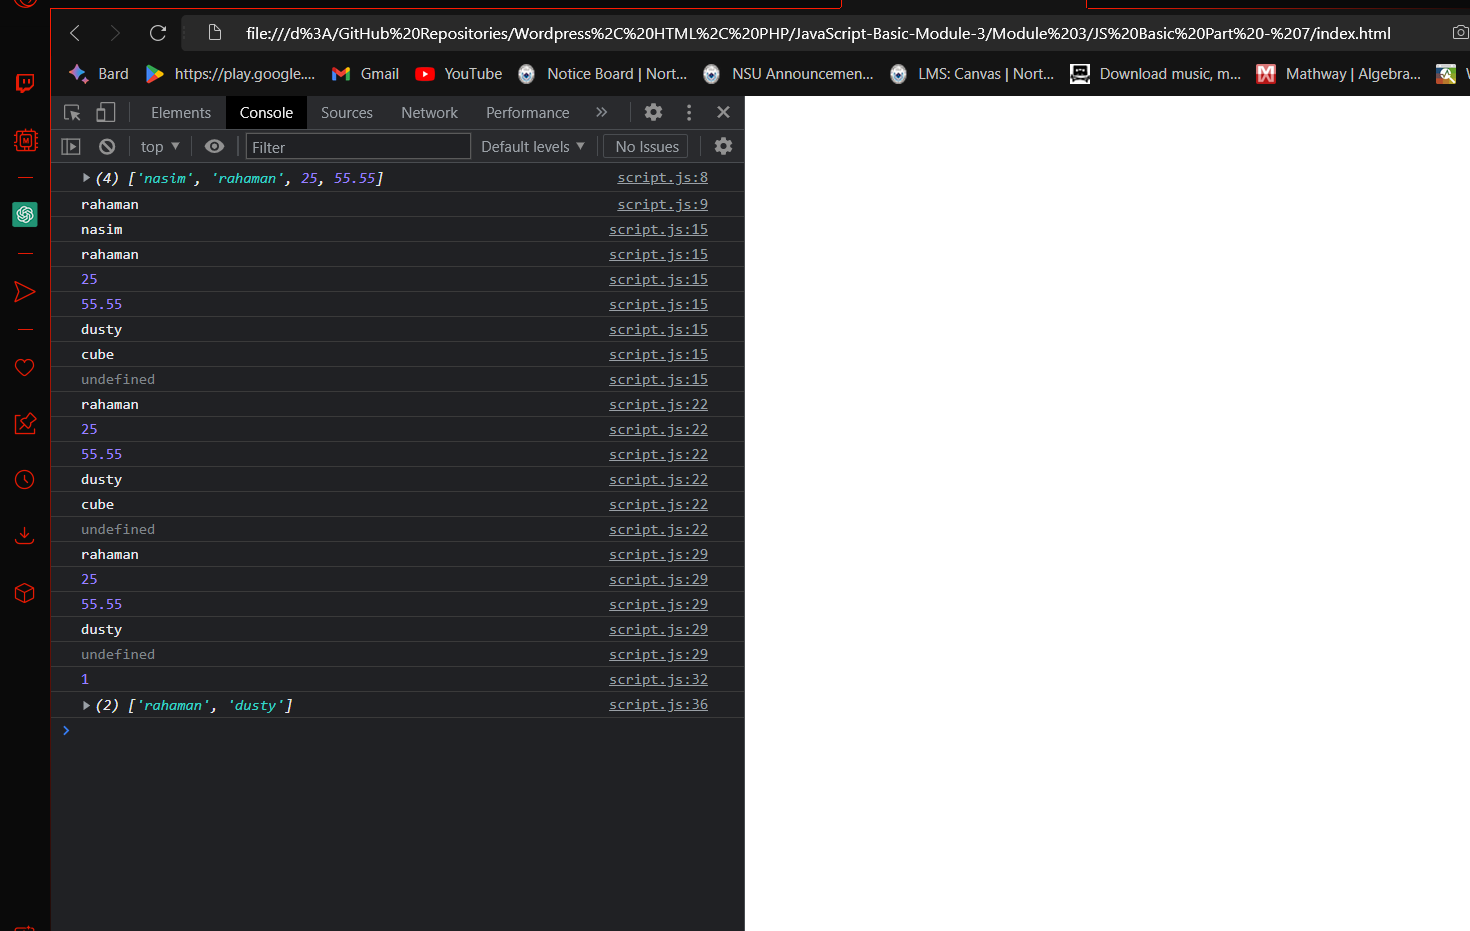 file:///d%3A/GitHub%20Repositories/Wordpress%2C%20HTML%2C%20PHP/JavaScript-Basic-Module-3/Module%203/JS%20Basic%20Part%20-%207/index.html
Bard https://play.google.... Gmail YouTube Notice Board | Nort... NSU Announcemen... LMS: Canvas | Nort... Download music, m... Mathway | Algebra...
Elements Console Sources Network Performance »
top ▼ Filter Default levels ▼ No Issues
(4) ['nasim', 'rahaman', 25, 55.55] script.js:8
rahaman script.js:9
nasim script.js:15
rahaman script.js:15
25 script.js:15
55.55 script.js:15
dusty script.js:15
cube script.js:15
undefined script.js:15
rahaman script.js:22
25 script.js:22
55.55 script.js:22
dusty script.js:22
cube script.js:22
undefined script.js:22
rahaman script.js:29
25 script.js:29
55.55 script.js:29
dusty script.js:29
undefined script.js:29
1 script.js:32
(2) ['rahaman', 'dusty'] script.js:36